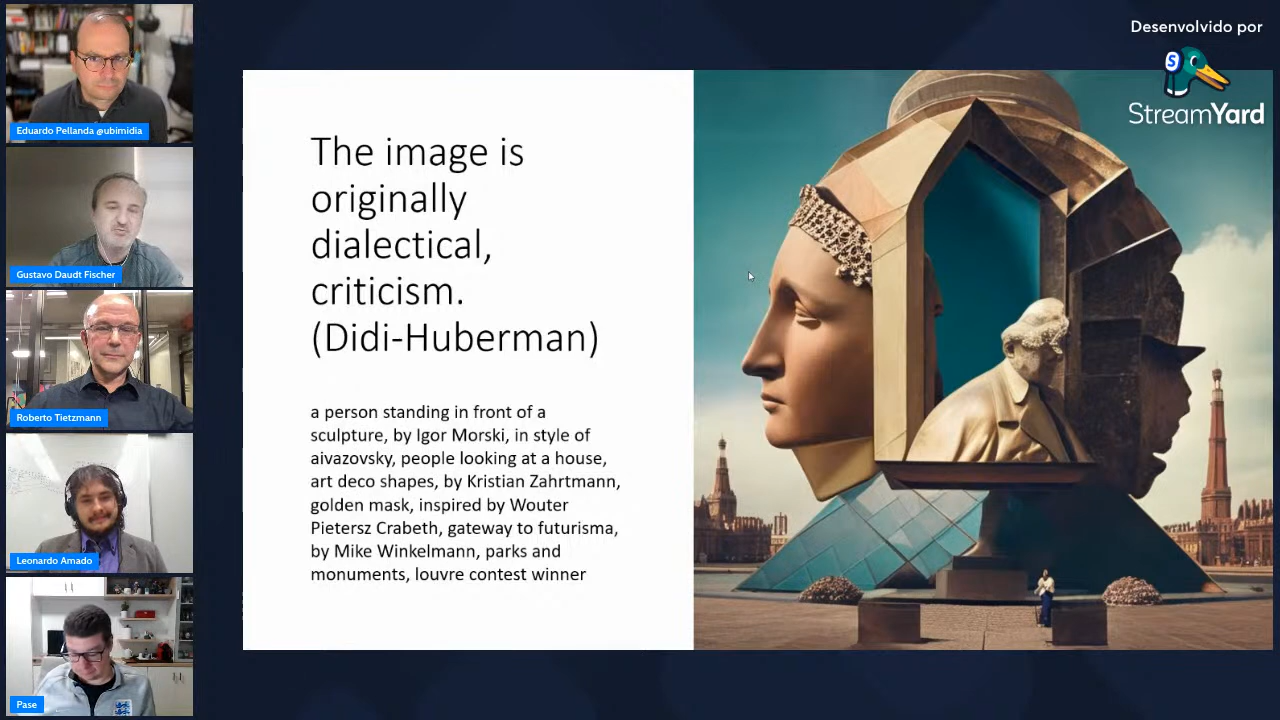 Eduardo Pellanda @ubimidia
Gustavo Daudt Fischer
Roberto Tietzmann
Leonardo Amado
Pase
The image is
originally
dialectical,
criticism.
(Didi-Huberman)
a person standing in front of a
sculpture, by Igor Morski, in style of
aivazovsky, people looking at a house,
art deco shapes, by Kristian Zahrtmann,
golden mask, inspired by Wouter
Pietersz Crabeth, gateway to futurisma,
by Mike Winkelmann, parks and
monuments, louvre contest winner
Desenvolvido por
S
StreamYard